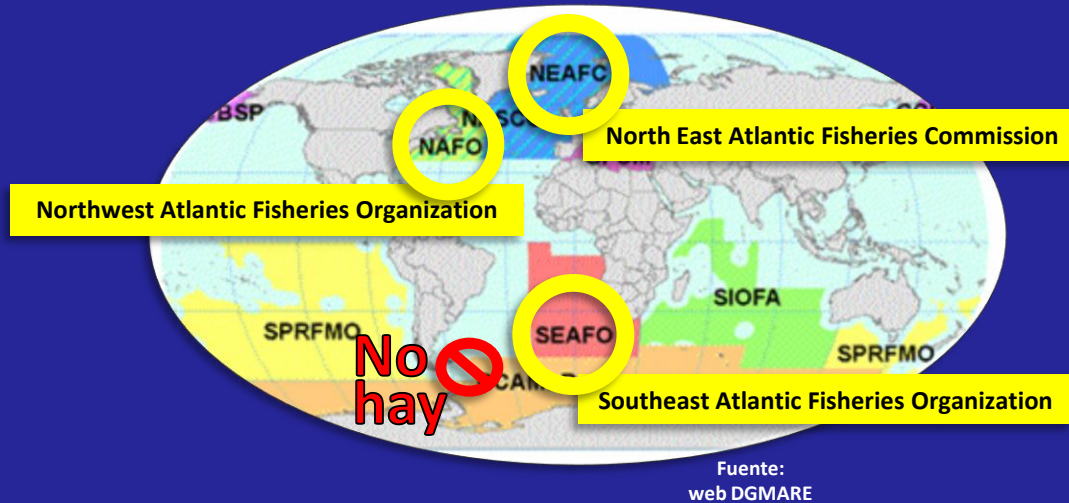 NEAFC
BSP
North East Atlantic Fisheries Commission
NAFO
Northwest Atlantic Fisheries Organization
SIOFA
SPRFMO
SEAFO
SPRFMO
No
hay
Southeast Atlantic Fisheries Organization
Fuente:
web DGMARE